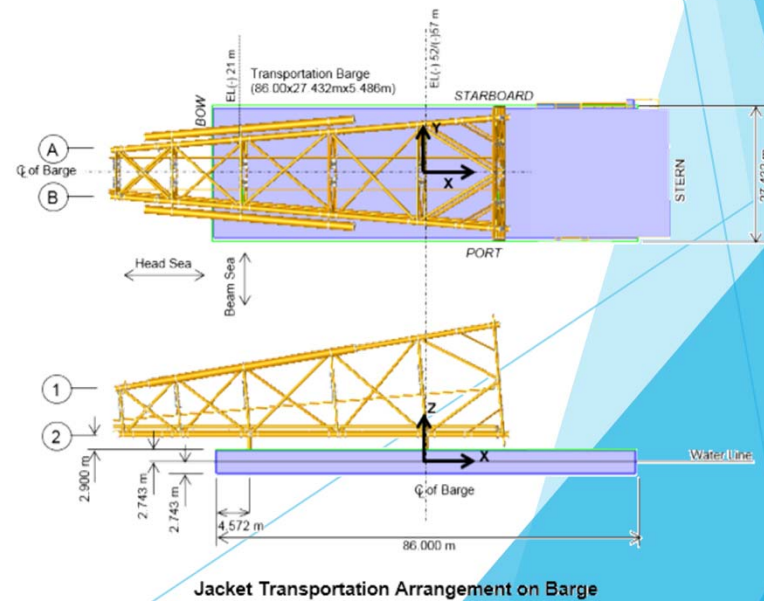 EL(-) 21 m
EL(-) 52/(-)57 m
Transportation Barge
(86.00x27.432mx5.486m)
STARBOARD
BOW
A
Y
℄ of Barge
X
B
STERN
27.432 m
PORT
Head Sea
Beam Sea
1
Z
2
X
Water Line
2.900 m
2.743 m
2.743 m
℄ of Barge
4.572 m
86.000 m
Jacket Transportation Arrangement on Barge